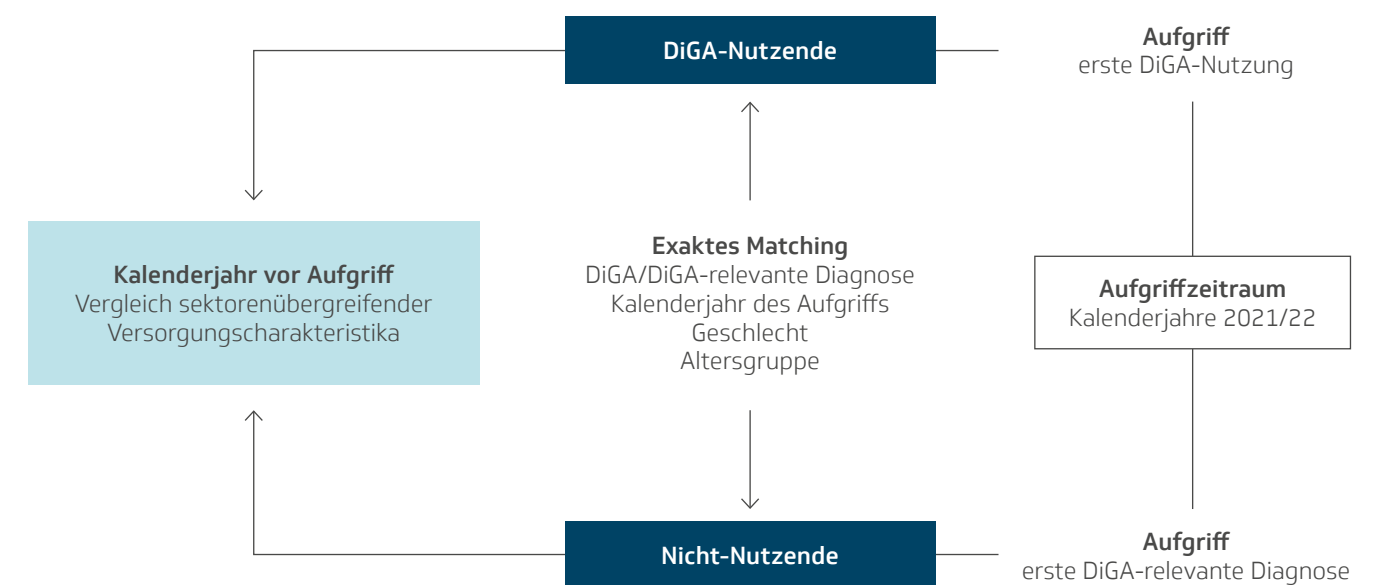 DiGA-Nutzende
Aufgriff
erste DiGA-Nutzung
Kalenderjahr vor Aufgriff
Vergleich sektorenübergreifender
Versorgungscharakteristika
Exaktes Matching
DiGA/DiGA-relevante Diagnose
Kalenderjahr des Aufgriffs
Geschlecht
Altersgruppe
Aufgriffzeitraum
Kalenderjahre 2021/22
Nicht-Nutzende
Aufgriff
erste DiGA-relevante Diagnose